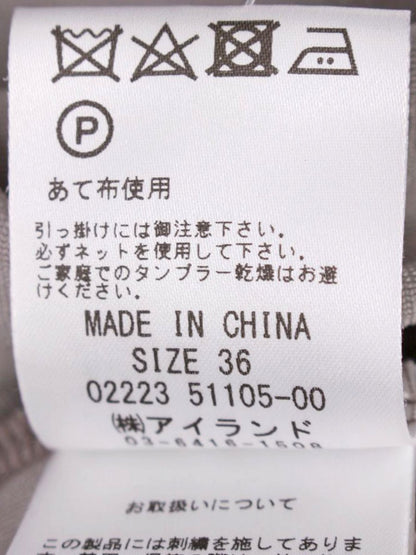 P
あて布使用
引っ掛けには御注意下さい。
必ずネットを使用して下さい。
ご家庭でのタンブラー乾燥はお避
けください。
MADE IN CHINA
SIZE 36
02223 51105-00
㈱アイランド
03-6416-1508
お取扱いについて
この製品には刺繍を施してありま